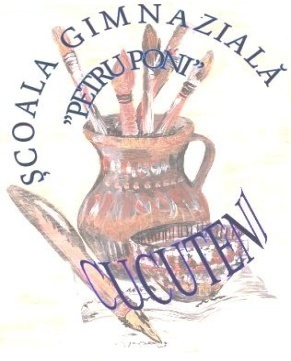 ŞCOALA GIMNAZIALĂ
"PETRU PONI"
CUCUTENI